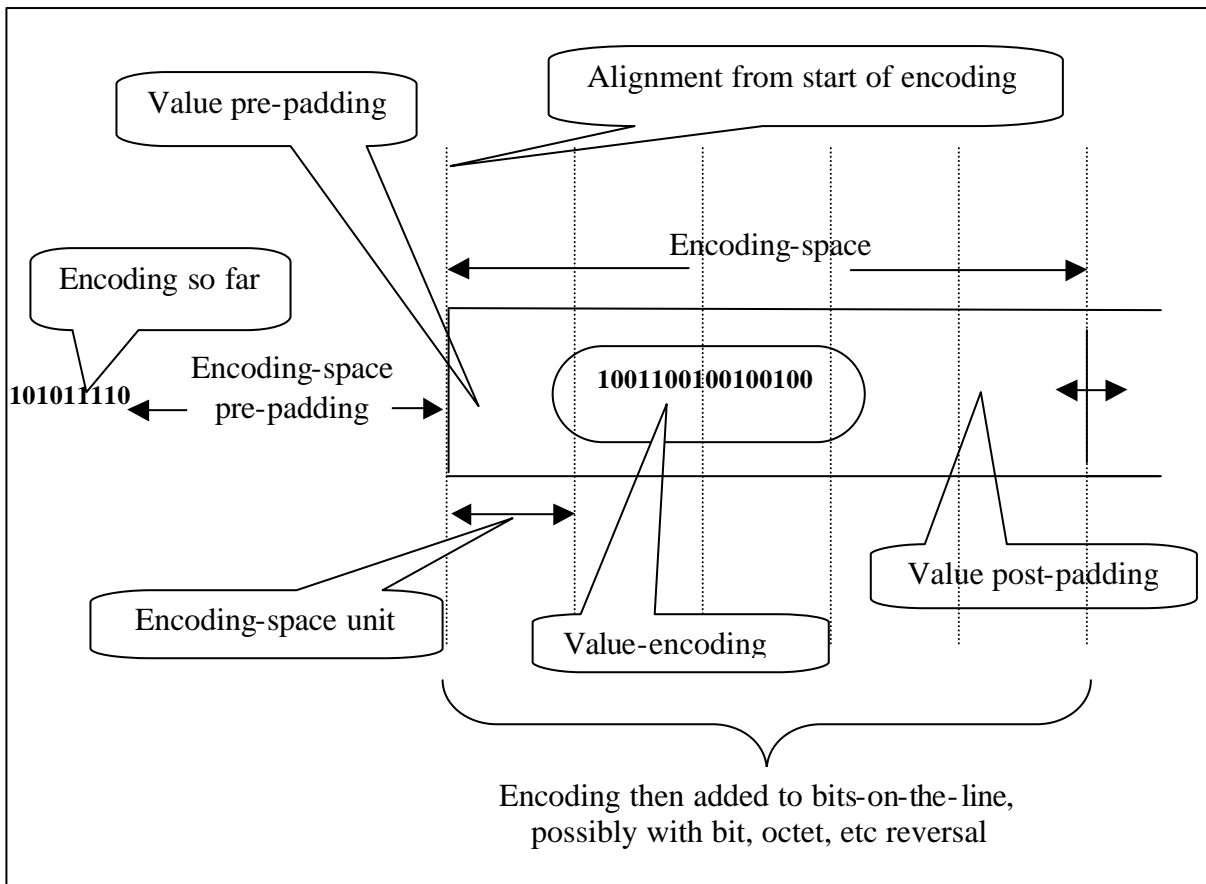 Alignment from start of encoding
Value pre-padding
Encoding-space
Encoding so far
Encoding-space
pre-padding
101011110
1001100100100100
Value post-padding
Encoding-space unit
Value-encoding
Encoding then added to bits-on-the-line,
possibly with bit, octet, etc reversal